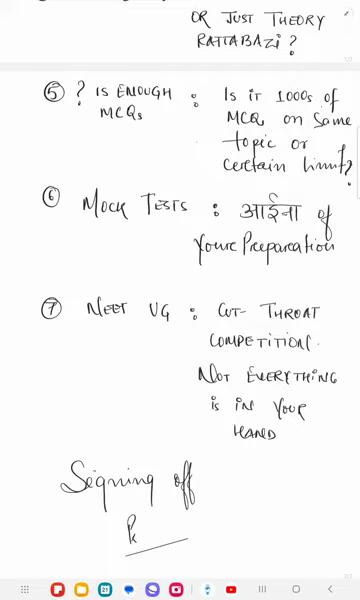 OR JUST THEORY
RATTABAZI?
⑤ ? IS ENOUGH : IS IT 1000s OF
MCQs MCQ ON SAME
topic or
certain limit?
⑥ MOCK TESTS : आईना of
Your Preparation
⑦ NEET UG : CUT-THROAT
COMPETITION.
NOT EVERYTHING
is in YOUR
HAND
Signing off